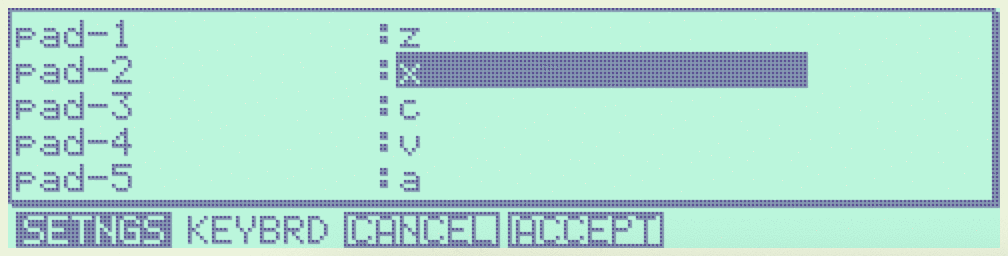 pad-1 :z
pad-2 :x
pad-3 :c
pad-4 :v
pad-5 :a
SETNGS KEYBRD CANCEL ACCEPT